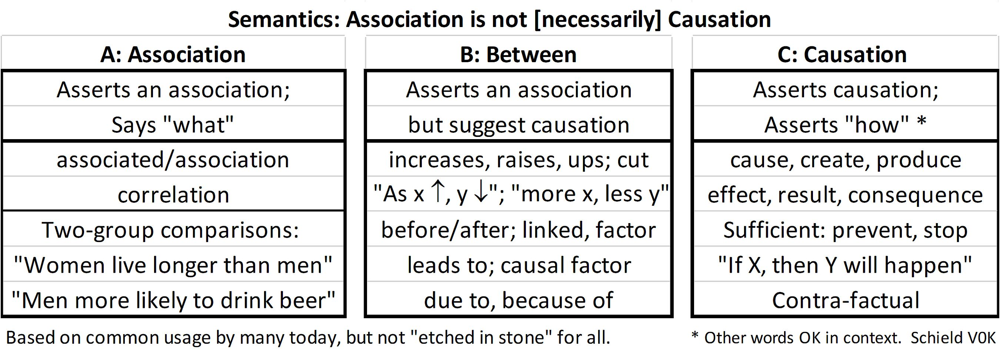 Semantics: Association is not [necessarily] Causation
A: Association
Asserts an association;
Says "what"
associated/association
correlation
Two-group comparisons:
"Women live longer than men"
"Men more likely to drink beer"
B: Between
Asserts an association
but suggest causation
increases, raises, ups; cut
"As x ↑, y ↓"; "more x, less y"
before/after; linked, factor
leads to; causal factor
due to, because of
C: Causation
Asserts causation;
Asserts "how" *
cause, create, produce
effect, result, consequence
Sufficient: prevent, stop
"If X, then Y will happen"
Contra-factual
Based on common usage by many today, but not "etched in stone" for all.
* Other words OK in context. Schield V0K